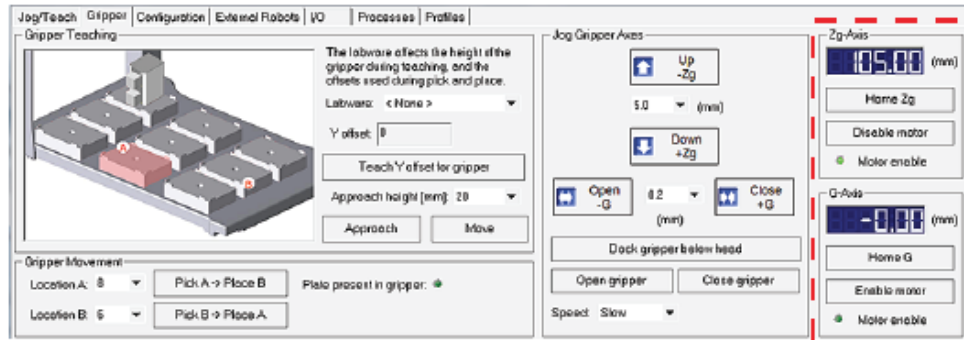 Jog/Teach Gripper Configuration External Robots I/O Processes Profiles
Gripper Teaching
A
B
The labware affects the height of the
gripper during teaching, and the
offsets used during pick and place.
Labware: < None >
Y offset: 0
Teach Y offset for gripper
Approach height [mm]: 20
Approach Move
Gripper Movement
Location A: 8 Pick A -> Place B Plate present in gripper:
Location B: 6 Pick B -> Place A
Jog Gripper Axes
Up
-Zg
5.0 (mm)
Down
+Zg
Open
-G
0.2
(mm)
Close
+G
Dock gripper below head
Open gripper Close gripper
Speed: Slow
Zg-Axis
105.00 (mm)
Home Zg
Disable motor
Motor enable
G-Axis
-0.00 (mm)
Home G
Enable motor
Motor enable